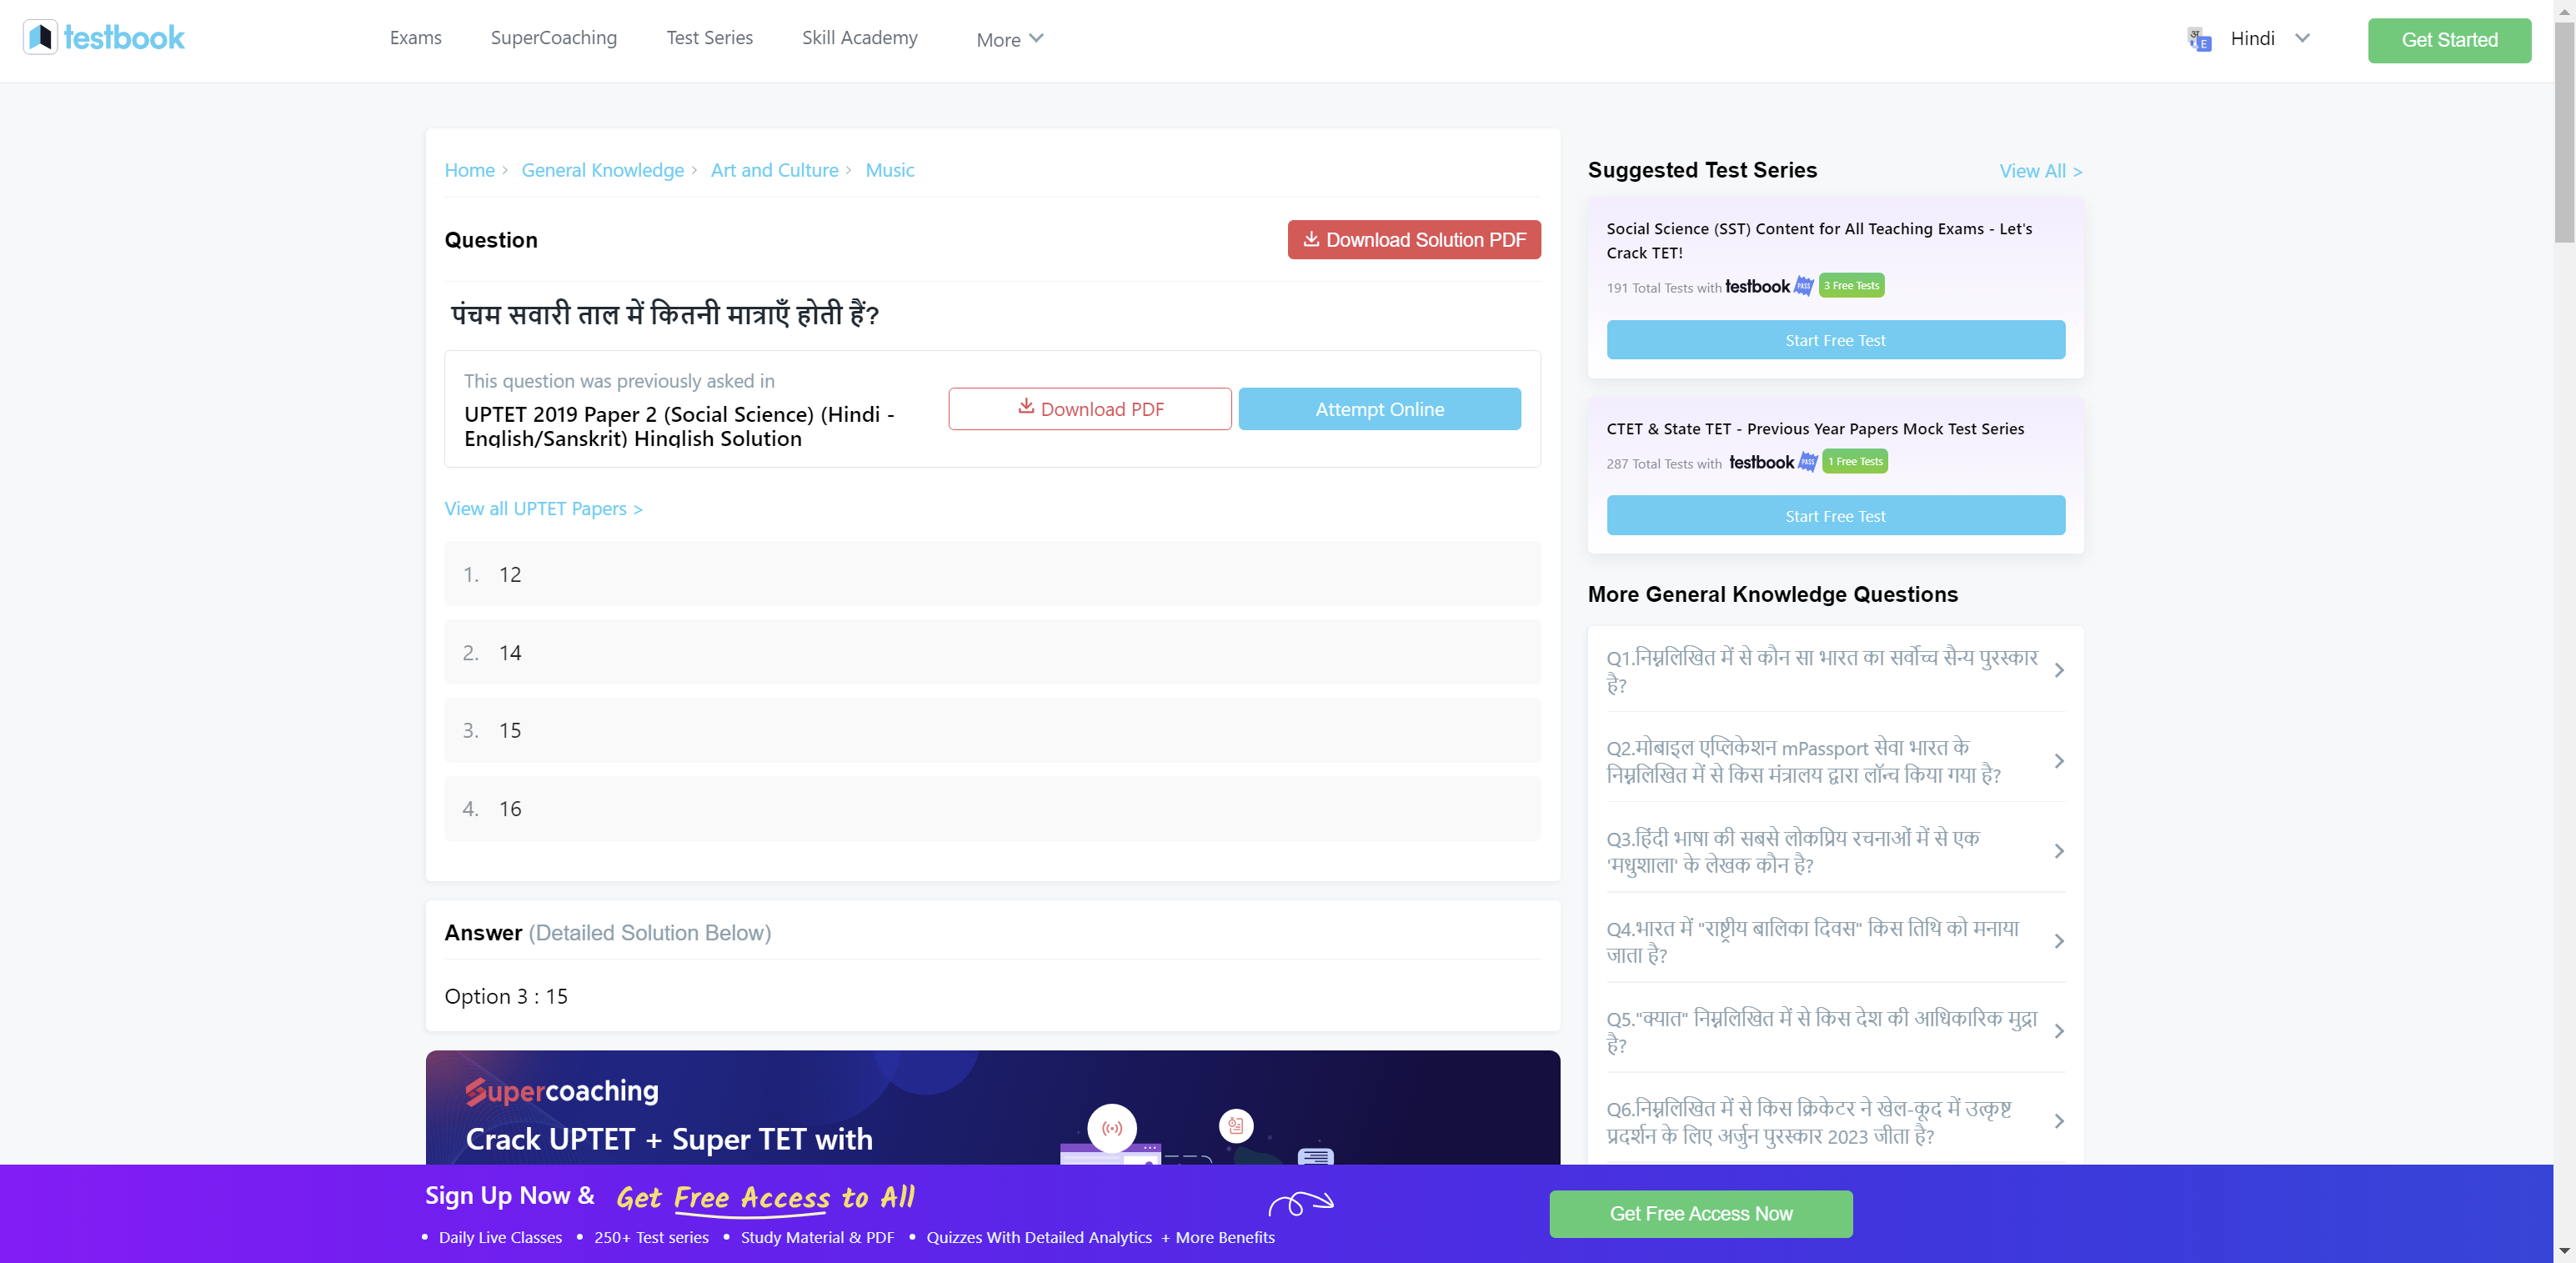 testbook
Exams
SuperCoaching
Test Series
Skill Academy
More
Hindi
Get Started
Home
General Knowledge
Art and Culture
Music
Question
Download Solution PDF
पंचम सवारी ताल में कितनी मात्राएँ होती हैं?
This question was previously asked in
UPTET 2019 Paper 2 (Social Science) (Hindi -
English/Sanskrit) Hinglish Solution
Download PDF
Attempt Online
View all UPTET Papers >
1. 12
2. 14
3. 15
4. 16
Answer (Detailed Solution Below)
Option 3 : 15
Supercoaching
Crack UPTET + Super TET with
Suggested Test Series
View All >
Social Science (SST) Content for All Teaching Exams - Let's
Crack TET!
191 Total Tests with testbook PASS 3 Free Tests
Start Free Test
CTET & State TET - Previous Year Papers Mock Test Series
287 Total Tests with testbook PASS 1 Free Tests
Start Free Test
More General Knowledge Questions
Q1.निम्नलिखित में से कौन सा भारत का सर्वोच्च सैन्य पुरस्कार
है?
Q2.मोबाइल एप्लिकेशन mPassport सेवा भारत के
निम्नलिखित में से किस मंत्रालय द्वारा लॉन्च किया गया है?
Q3.हिंदी भाषा की सबसे लोकप्रिय रचनाओं में से एक
'मधुशाला' के लेखक कौन है?
Q4.भारत में "राष्ट्रीय बालिका दिवस" किस तिथि को मनाया
जाता है?
Q5."क्यात" निम्नलिखित में से किस देश की आधिकारिक मुद्रा
है?
Q6.निम्नलिखित में से किस क्रिकेटर ने खेल-कूद में उत्कृष्ट
प्रदर्शन के लिए अर्जुन पुरस्कार 2023 जीता है?
Sign Up Now & Get Free Access to All
• Daily Live Classes • 250+ Test series • Study Material & PDF • Quizzes With Detailed Analytics + More Benefits
Get Free Access Now